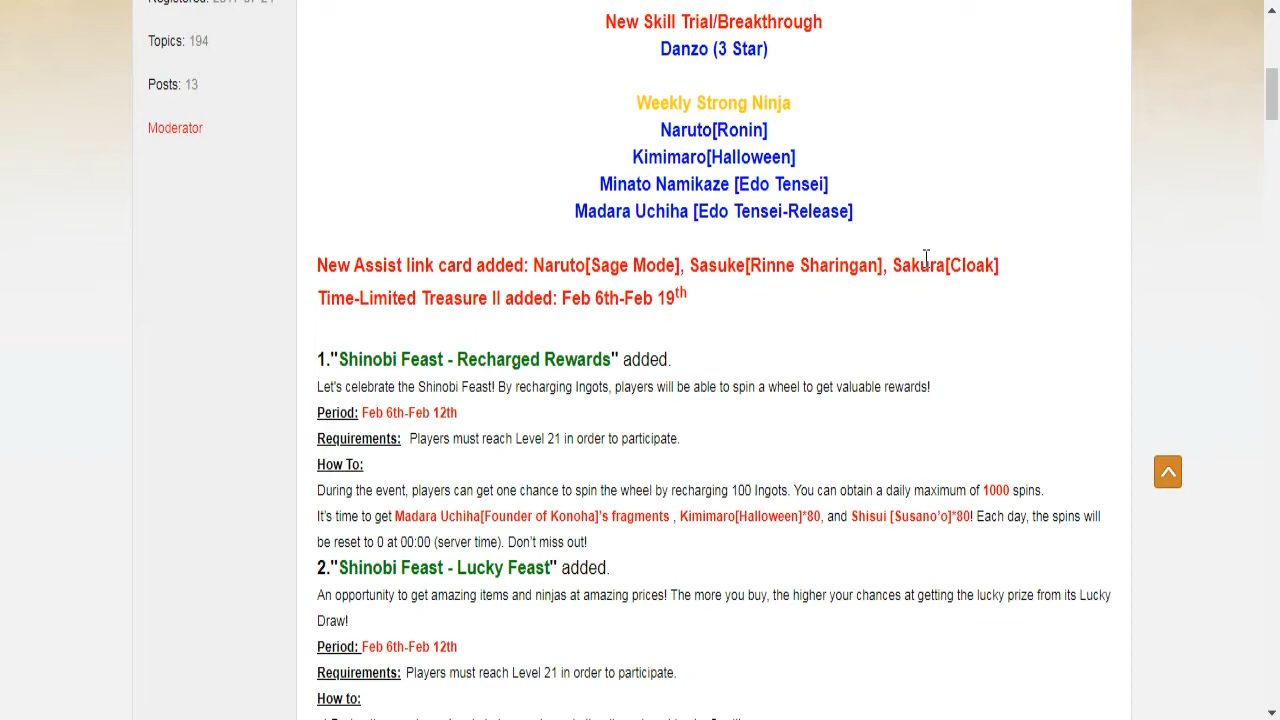 Topics: 194
Posts: 13
Moderator
New Skill Trial/Breakthrough
Danzo (3 Star)
Weekly Strong Ninja
Naruto[Ronin]
Kimimaro[Halloween]
Minato Namikaze [Edo Tensei]
Madara Uchiha [Edo Tensei-Release]
New Assist link card added: Naruto[Sage Mode], Sasuke[Rinne Sharingan], Sakura[Cloak]
Time-Limited Treasure II added: Feb 6th-Feb 19th
1."Shinobi Feast - Recharged Rewards" added.
Let's celebrate the Shinobi Feast! By recharging Ingots, players will be able to spin a wheel to get valuable rewards!
Period: Feb 6th-Feb 12th
Requirements: Players must reach Level 21 in order to participate.
How To:
During the event, players can get one chance to spin the wheel by recharging 100 Ingots. You can obtain a daily maximum of 1000 spins.
It's time to get Madara Uchiha[Founder of Konoha]'s fragments , Kimimaro[Halloween]*80, and Shisui [Susano'o]*80! Each day, the spins will
be reset to 0 at 00:00 (server time). Don't miss out!
2."Shinobi Feast - Lucky Feast" added.
An opportunity to get amazing items and ninjas at amazing prices! The more you buy, the higher your chances at getting the lucky prize from its Lucky
Draw!
Period: Feb 6th-Feb 12th
Requirements: Players must reach Level 21 in order to participate.
How to: